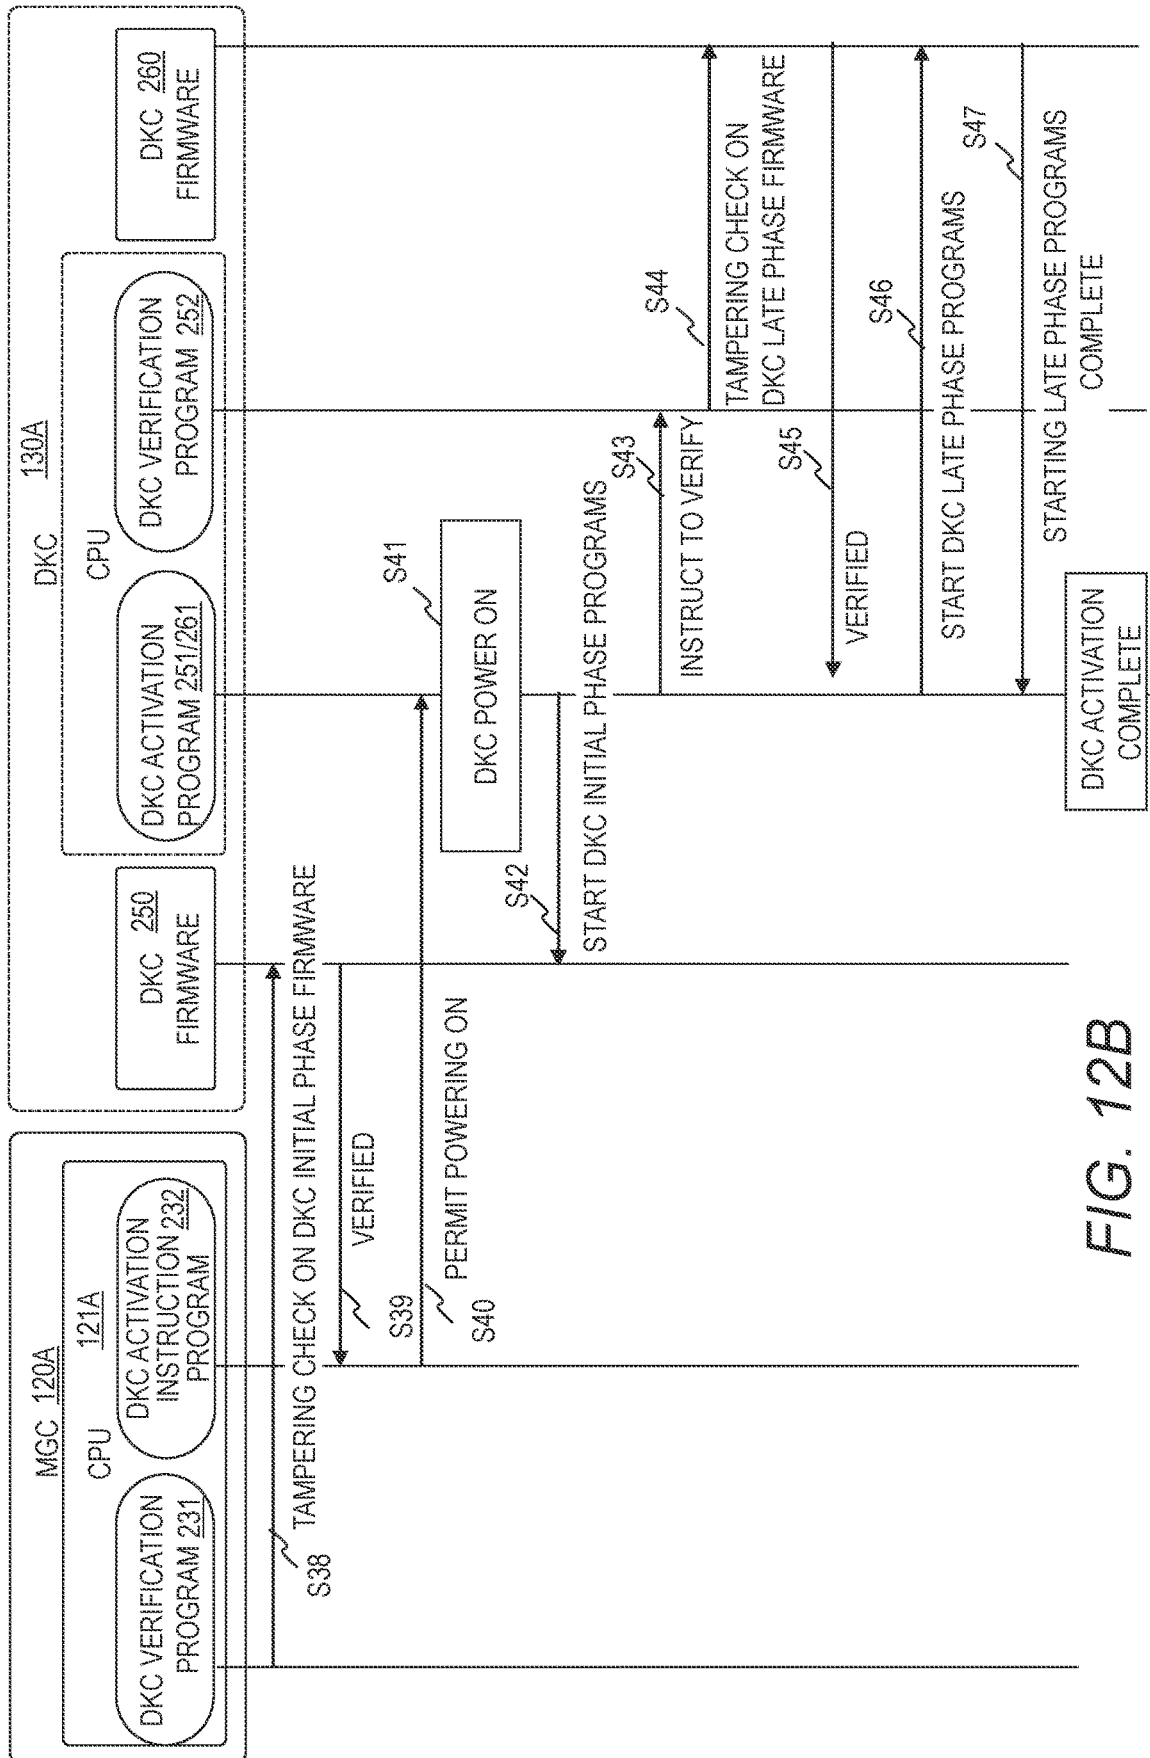 MGC 120A
CPU 121A
DKC VERIFICATION
PROGRAM 231
DKC ACTIVATION
INSTRUCTION 232
PROGRAM
DKC 130A
DKC 250
FIRMWARE
CPU
DKC ACTIVATION
PROGRAM 251/261
DKC VERIFICATION
PROGRAM 252
DKC 260
FIRMWARE
S38
TAMPERING CHECK ON DKC INITIAL PHASE FIRMWARE
S39
VERIFIED
S40
PERMIT POWERING ON
S41
DKC POWER ON
S42
START DKC INITIAL PHASE PROGRAMS
S43
INSTRUCT TO VERIFY
S44
TAMPERING CHECK ON
DKC LATE PHASE FIRMWARE
S45
VERIFIED
S46
START DKC LATE PHASE PROGRAMS
S47
STARTING LATE PHASE PROGRAMS
COMPLETE
DKC ACTIVATION
COMPLETE
FIG. 12B